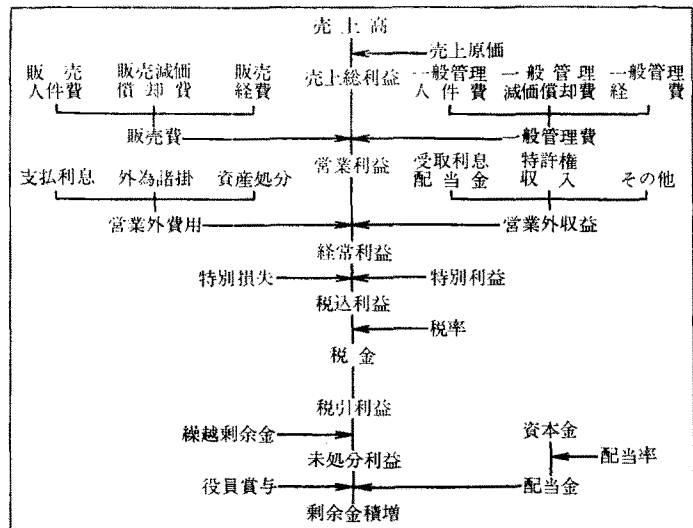 売上高
売上原価
販売 販売減価 販売 売上総利益 一般管理 一般管理 一般管理
人件費 償却費 経費 人件費 減価償却費 経費
販売費 一般管理費
営業利益 受取利息 特許権
支払利息 外為諸掛 資産処分 配当金 収入 その他
営業外費用 営業外収益
経常利益
特別損失 特別利益
税込利益
税率
税金
税引利益
繰越剰余金 資本金
未処分利益 配当率
役員賞与 配当金
剰余金積増